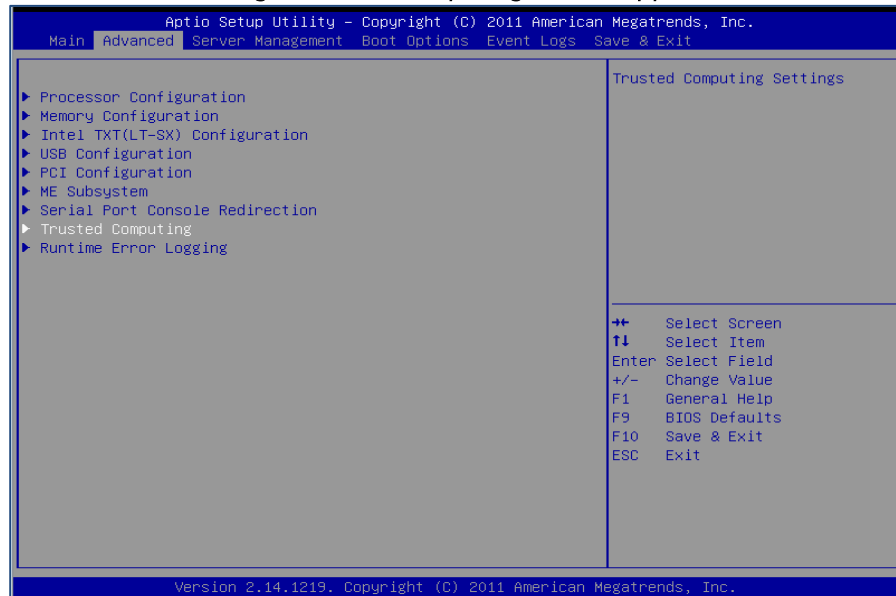 Aptio Setup Utility – Copyright (C) 2011 American Megatrends, Inc.
Main Advanced Server Management Boot Options Event Logs Save & Exit
Trusted Computing Settings
▶ Processor Configuration
▶ Memory Configuration
▶ Intel TXT(LT-SX) Configuration
▶ USB Configuration
▶ PCI Configuration
▶ ME Subsystem
▶ Serial Port Console Redirection
▶ Trusted Computing
▶ Runtime Error Logging
→← Select Screen
↑↓ Select Item
Enter Select Field
+/- Change Value
F1 General Help
F9 BIOS Defaults
F10 Save & Exit
ESC Exit
Version 2.14.1219. Copyright (C) 2011 American Megatrends, Inc.